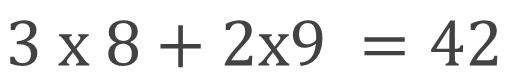 3 x 8 + 2x9 = 42